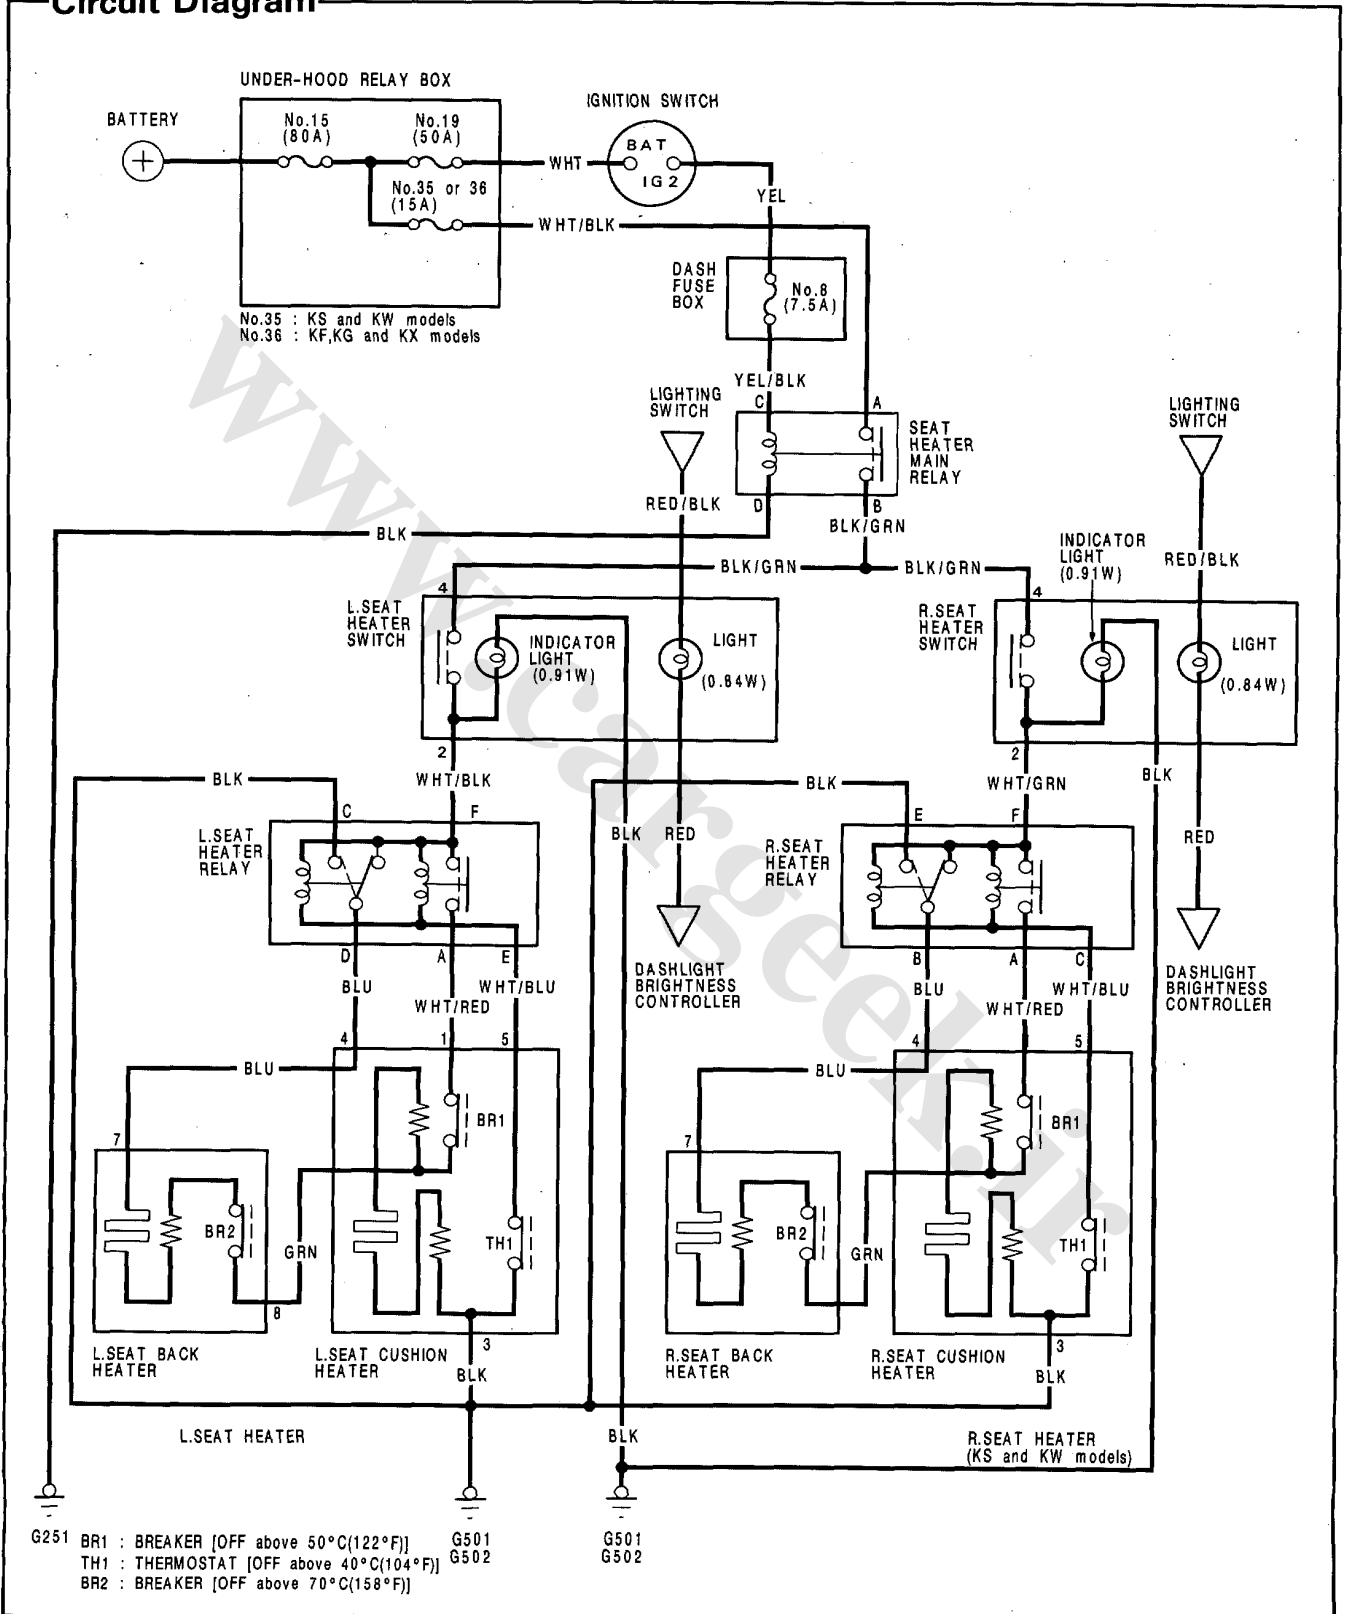 Circuit Diagram
UNDER-HOOD RELAY BOX
BATTERY
No.15
(80A)
No.19
(50A)
IGNITION SWITCH
BAT
IG2
WHT
No.35 or 36
(15A)
YEL
WHT/BLK
DASH
FUSE
BOX
No.8
(7.5A)
No.35 : KS and KW models
No.36 : KF,KG and KX models
YEL/BLK
LIGHTING
SWITCH
C
A
SEAT
HEATER
MAIN
RELAY
LIGHTING
SWITCH
RED/BLK
D
B
BLK/GRN
BLK
BLK/GRN
BLK/GRN
INDICATOR
LIGHT
(0.91W)
RED/BLK
4
L.SEAT
HEATER
SWITCH
INDICATOR
LIGHT
(0.91W)
LIGHT
(0.84W)
4
R.SEAT
HEATER
SWITCH
LIGHT
(0.84W)
2
WHT/BLK
2
WHT/GRN
BLK
BLK
BLK
C
F
L.SEAT
HEATER
RELAY
BLK
RED
E
F
R.SEAT
HEATER
RELAY
RED
D
A
E
BLU
WHT/RED
WHT/BLU
DASHLIGHT
BRIGHTNESS
CONTROLLER
B
A
C
BLU
WHT/RED
WHT/BLU
DASHLIGHT
BRIGHTNESS
CONTROLLER
4
1
5
BLU
BR1
4
5
BLU
BR1
7
BR2
GRN
TH1
8
7
BR2
GRN
TH1
3
BLK
3
BLK
L.SEAT BACK
HEATER
L.SEAT CUSHION
HEATER
R.SEAT BACK
HEATER
R.SEAT CUSHION
HEATER
L.SEAT HEATER
BLK
R.SEAT HEATER
(KS and KW models)
G251
G501
G502
G501
G502
BR1 : BREAKER [OFF above 50°C(122°F)]
TH1 : THERMOSTAT [OFF above 40°C(104°F)]
BR2 : BREAKER [OFF above 70°C(158°F)]
www.cargeek.ir